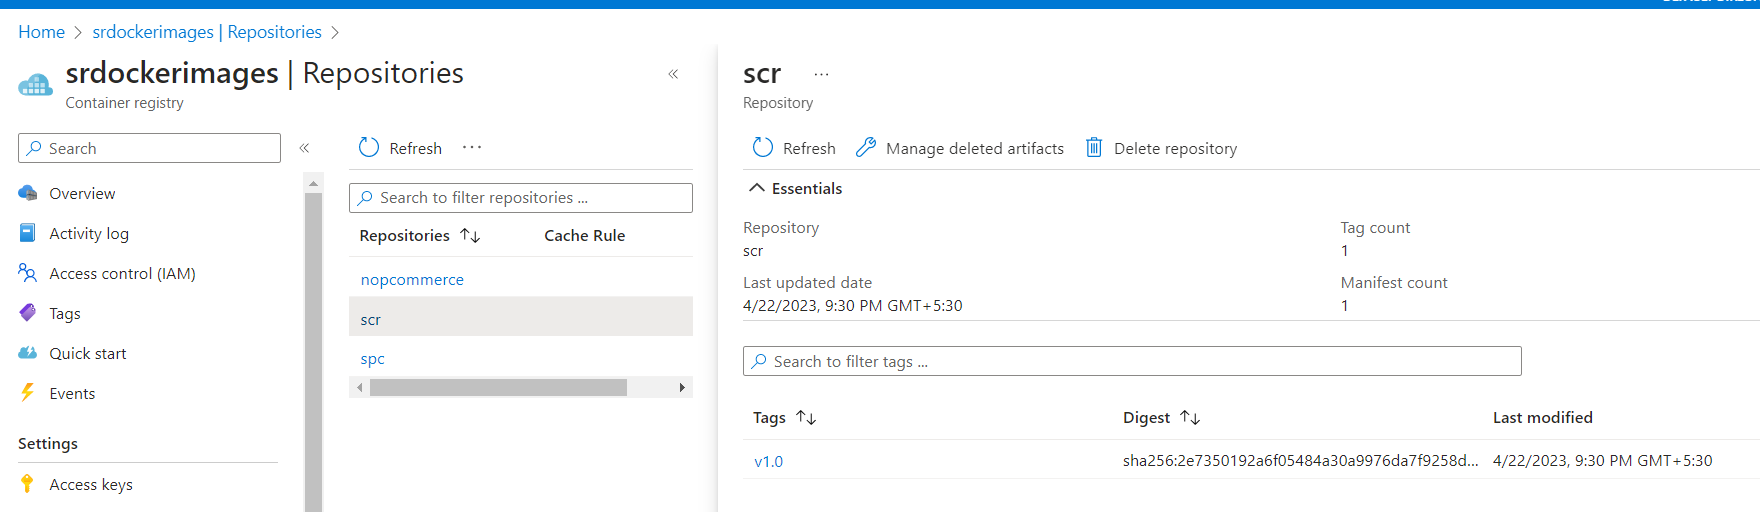 Home > srdockerimages | Repositories >
srdockerimages | Repositories
Container registry
Search
Overview
Activity log
Access control (IAM)
Tags
Quick start
Events
Settings
Access keys
Refresh ...
Search to filter repositories ...
Repositories Cache Rule
nopcommerce
scr
spc
scr ...
Repository
Refresh Manage deleted artifacts Delete repository
Essentials
Repository Tag count
scr 1
Last updated date Manifest count
4/22/2023, 9:30 PM GMT+5:30 1
Search to filter tags ...
Tags Digest Last modified
v1.0 sha256:2e7350192a6f05484a30a9976da7f9258d... 4/22/2023, 9:30 PM GMT+5:30